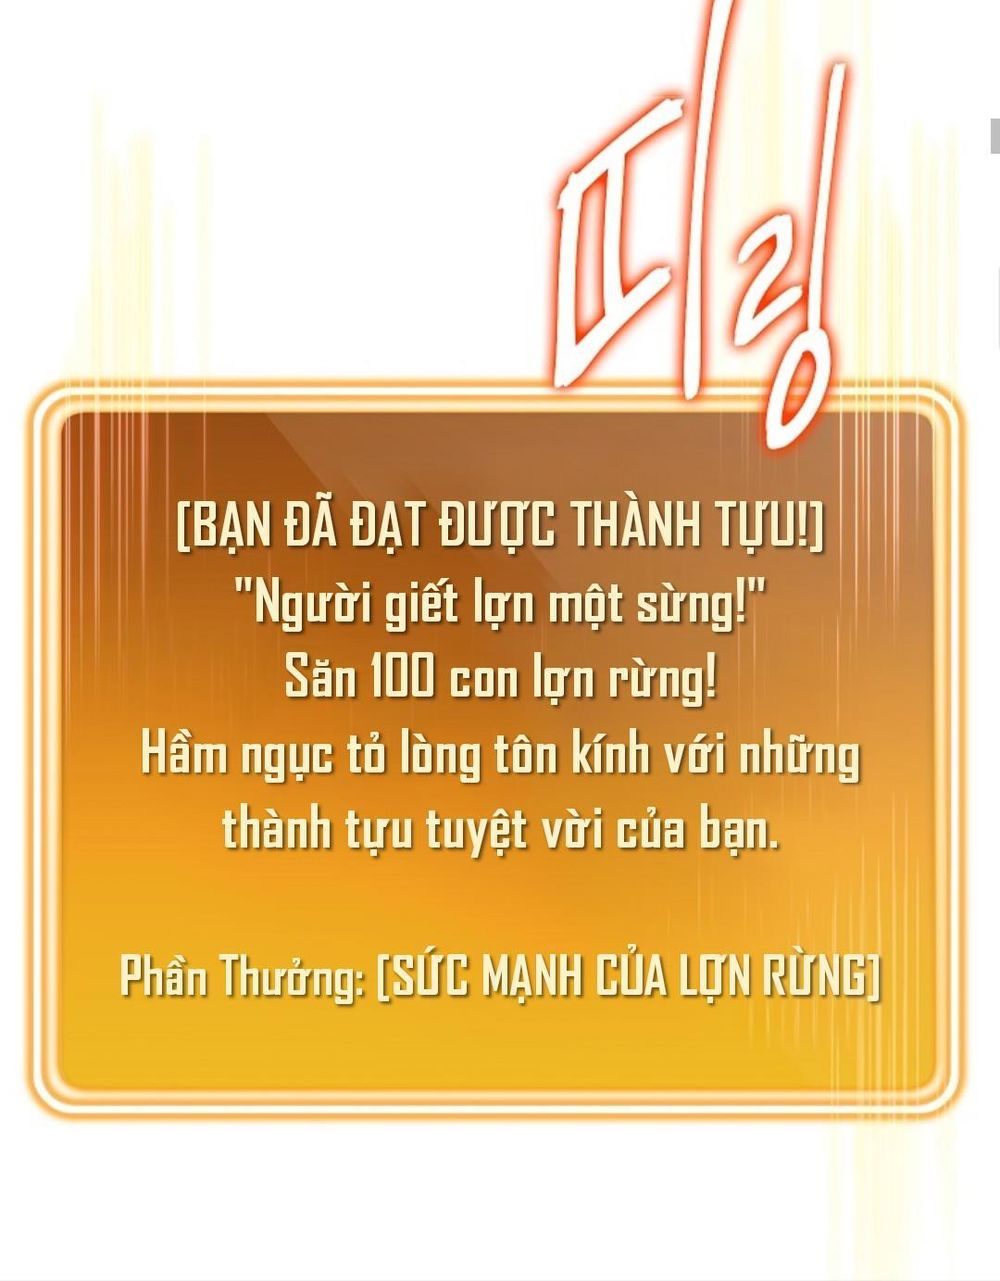 띠링
[BẠN ĐÃ ĐẠT ĐƯỢC THÀNH TỰU!]
"Người giết lợn một sừng!"
Săn 100 con lợn rừng!
Hầm ngục tỏ lòng tôn kính với những
thành tựu tuyệt vời của bạn.
Phần Thưởng: [SỨC MẠNH CỦA LỢN RỪNG]